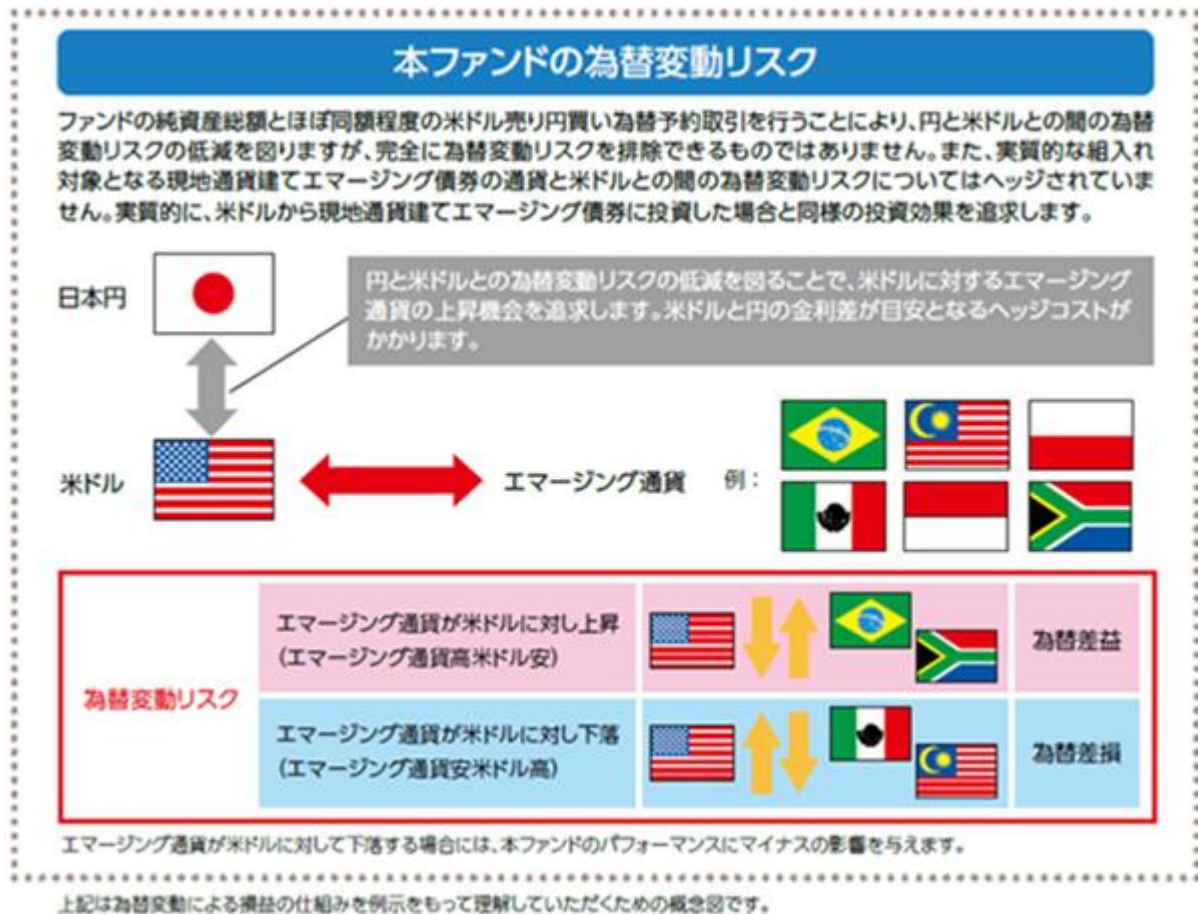 本ファンドの為替変動リスク
ファンドの純資産総額とほぼ同額程度の米ドル売り円買い為替予約取引を行うことにより、円と米ドルとの間の為替
変動リスクの低減を図りますが、完全に為替変動リスクを排除できるものではありません。また、実質的な組入れ
対象となる現地通貨建てエマージング債券の通貨と米ドルとの間の為替変動リスクについてはヘッジされていま
せん。実質的に、米ドルから現地通貨建てエマージング債券に投資した場合と同様の投資効果を追求します。
日本円
円と米ドルとの為替変動リスクの低減を図ることで、米ドルに対するエマージング
通貨の上昇機会を追求します。米ドルと円の金利差が目安となるヘッジコストが
かかります。
米ドル
エマージング通貨
例：
為替変動リスク
エマージング通貨が米ドルに対し上昇
（エマージング通貨高米ドル安）
為替差益
エマージング通貨が米ドルに対し下落
（エマージング通貨安米ドル高）
為替差損
エマージング通貨が米ドルに対して下落する場合には、本ファンドのパフォーマンスにマイナスの影響を与えます。
上記は為替変動による損益の仕組みを例示をもって理解していただくための概念図です。